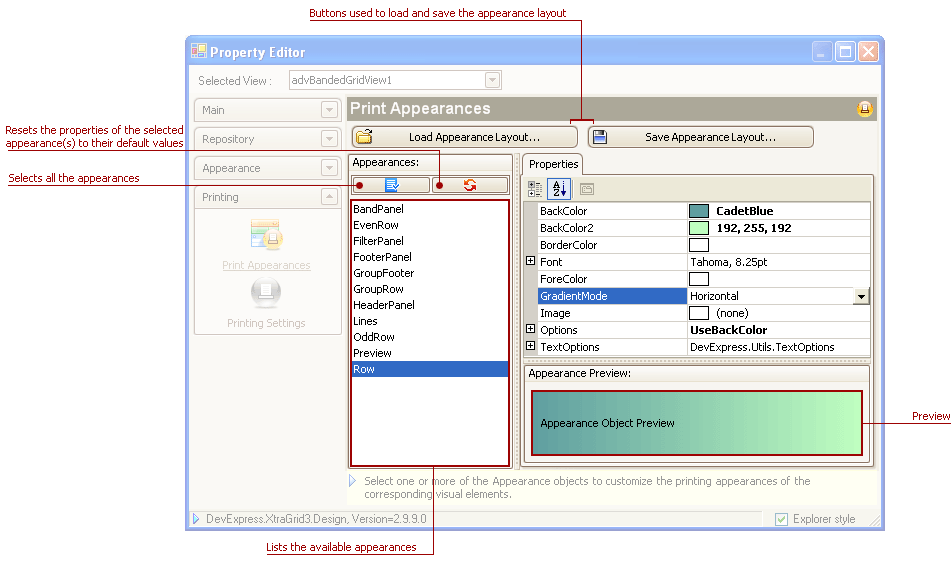 Buttons used to load and save the appearance layout
Property Editor
Selected View :
advBandedGridView1
Main
Print Appearances
Resets the properties of the selected
appearance(s) to their default values
Repository
Load Appearance Layout...
Save Appearance Layout...
Appearance
Appearances:
Properties
Selects all the appearances
A
Z
Printing
BandPanel
EvenRow
FilterPanel
FooterPanel
GroupFooter
GroupRow
HeaderPanel
Lines
OddRow
Preview
Row
BackColor CadetBlue
BackColor2 192, 255, 192
BorderColor
Font Tahoma, 8.25pt
ForeColor
GradientMode Horizontal
Image (none)
Options UseBackColor
TextOptions DevExpress.Utils.TextOptions
Print Appearances
Printing Settings
Appearance Preview:
Appearance Object Preview
Preview
Select one or more of the Appearance objects to customize the printing appearances of the
corresponding visual elements.
DevExpress.XtraGrid3.Design, Version=2.9.9.0
Explorer style
Lists the available appearances